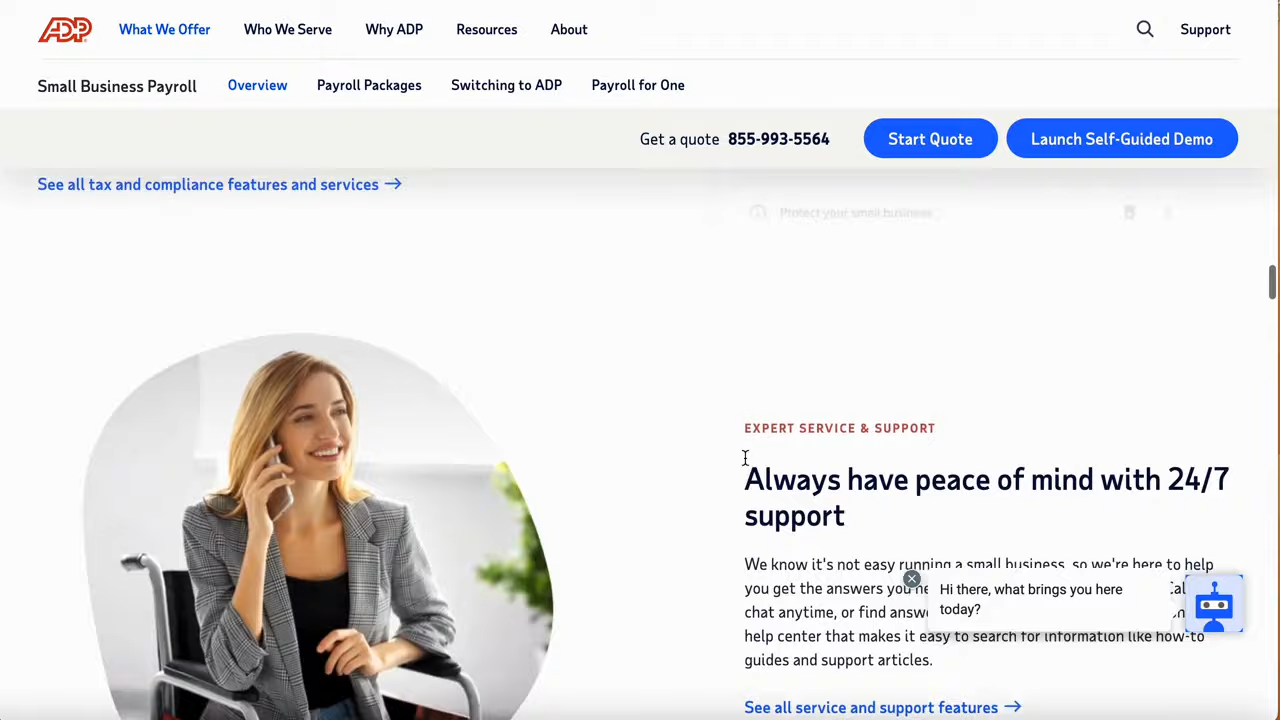 ADP What We Offer Who We Serve Why ADP Resources About Support
Small Business Payroll Overview Payroll Packages Switching to ADP Payroll for One
Get a quote 855-993-5564 Start Quote Launch Self-Guided Demo
See all tax and compliance features and services →
Protect your small business
EXPERT SERVICE & SUPPORT
Always have peace of mind with 24/7
support
We know it's not easy running a small business, so we're here to help
you get the answers you
chat anytime, or find
help center that makes it easy to search for information like how-to
guides and support articles.
See all service and support features →
Hi there, what brings you here
today?